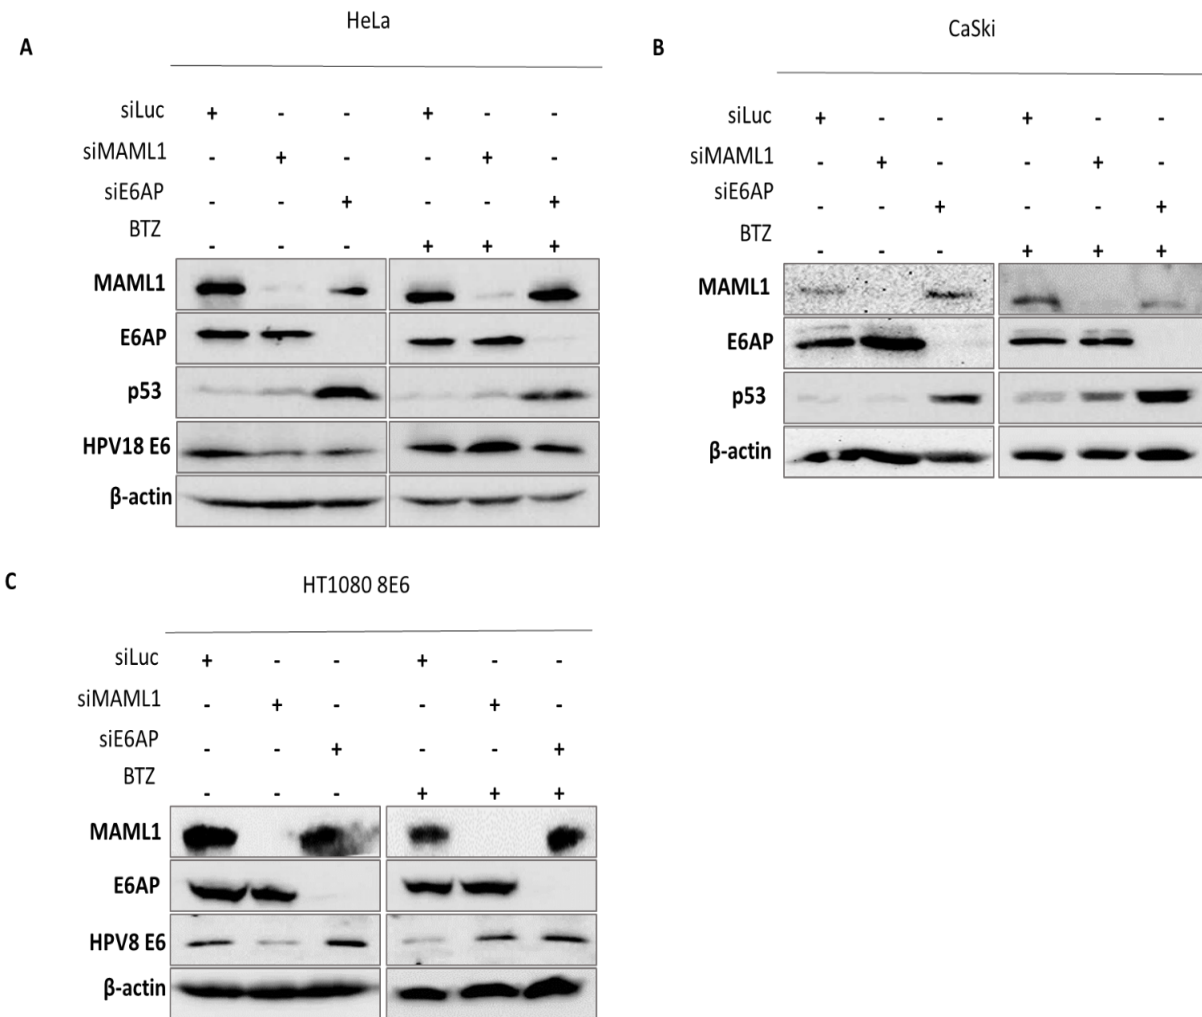 A
HeLa
siLuc + - - + - -
siMAML1 - + - - + -
siE6AP - - + - - +
BTZ - - - + + +
MAML1
E6AP
p53
HPV18 E6
β-actin
B
CaSki
siLuc + - - + - -
siMAML1 - + - - + -
siE6AP - - + - - +
BTZ - - - + + +
MAML1
E6AP
p53
β-actin
C
HT1080 8E6
siLuc + - - + - -
siMAML1 - + - - + -
siE6AP - - + - - +
BTZ - - - + + +
MAML1
E6AP
HPV8 E6
β-actin